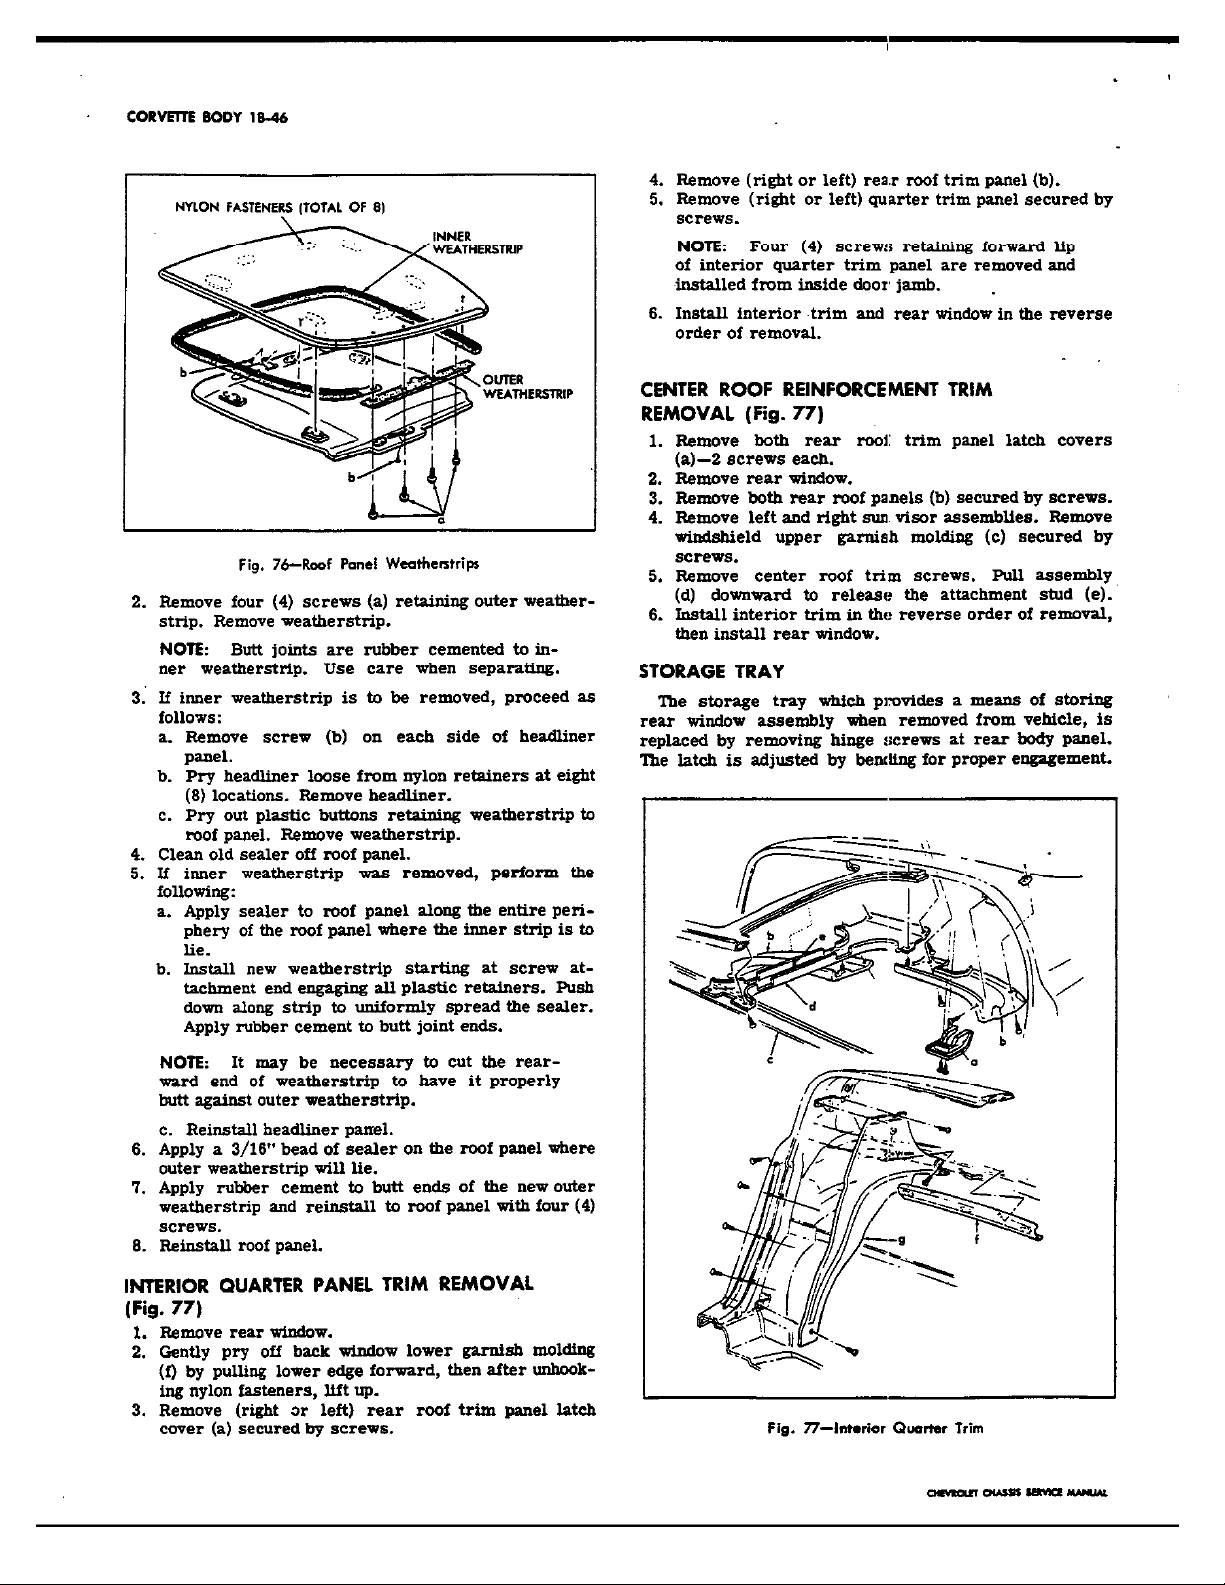 CORVETTE BODY 1B-46
NYLON FASTENERS (TOTAL OF 8)
INNER
WEATHERSTRIP
b
OUTER
WEATHERSTRIP
b
a
Fig. 76—Roof Panel Weatherstrips
2. Remove four (4) screws (a) retaining outer weather-
strip. Remove weatherstrip.
NOTE: Butt joints are rubber cemented to in-
ner weatherstrip. Use care when separating.
3. If inner weatherstrip is to be removed, proceed as
follows:
a. Remove screw (b) on each side of headliner
panel.
b. Pry headliner loose from nylon retainers at eight
(8) locations. Remove headliner.
c. Pry out plastic buttons retaining weatherstrip to
roof panel. Remove weatherstrip.
4. Clean old sealer off roof panel.
5. If inner weatherstrip was removed, perform the
following:
a. Apply sealer to roof panel along the entire peri-
phery of the roof panel where the inner strip is to
lie.
b. Install new weatherstrip starting at screw at-
tachment end engaging all plastic retainers. Push
down along strip to uniformly spread the sealer.
Apply rubber cement to butt joint ends.
NOTE: It may be necessary to cut the rear-
ward end of weatherstrip to have it properly
butt against outer weatherstrip.
c. Reinstall headliner panel.
6. Apply a 3/16" bead of sealer on the roof panel where
outer weatherstrip will lie.
7. Apply rubber cement to butt ends of the new outer
weatherstrip and reinstall to roof panel with four (4)
screws.
8. Reinstall roof panel.
INTERIOR QUARTER PANEL TRIM REMOVAL
(Fig. 77)
1. Remove rear window.
2. Gently pry off back window lower garnish molding
(f) by pulling lower edge forward, then after unhook-
ing nylon fasteners, lift up.
3. Remove (right or left) rear roof trim panel latch
cover (a) secured by screws.
4. Remove (right or left) rear roof trim panel (b).
5. Remove (right or left) quarter trim panel secured by
screws.
NOTE: Four (4) screws retaining forward lip
of interior quarter trim panel are removed and
installed from inside door jamb.
6. Install interior trim and rear window in the reverse
order of removal.
CENTER ROOF REINFORCEMENT TRIM
REMOVAL (Fig. 77)
1. Remove both rear roof trim panel latch covers
(a)—2 screws each.
2. Remove rear window.
3. Remove both rear roof panels (b) secured by screws.
4. Remove left and right sun visor assemblies. Remove
windshield upper garnish molding (c) secured by
screws.
5. Remove center roof trim screws. Pull assembly
(d) downward to release the attachment stud (e).
6. Install interior trim in the reverse order of removal,
then install rear window.
STORAGE TRAY
The storage tray which provides a means of storing
rear window assembly when removed from vehicle, is
replaced by removing hinge screws at rear body panel.
The latch is adjusted by bending for proper engagement.
b
e
d
c
b
a
g
f
Fig. 77—Interior Quarter Trim
CHEVROLET CHASSIS SERVICE MANUAL